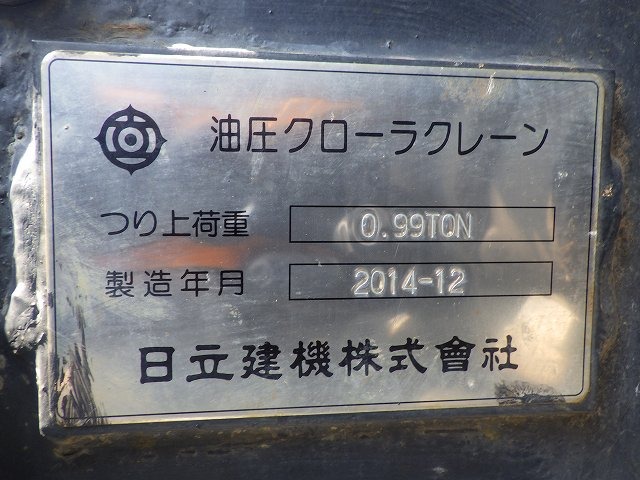 油圧クローラクレーン
つり上荷重 0.99TON
製造年月 2014-12
日立建機株式會社